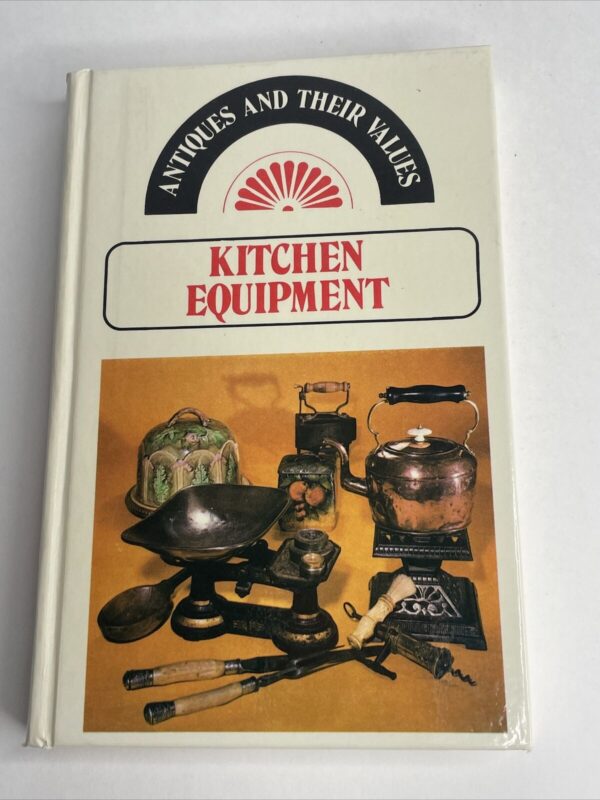 ANTIQUES AND THEIR VALUES
KITCHEN
EQUIPMENT